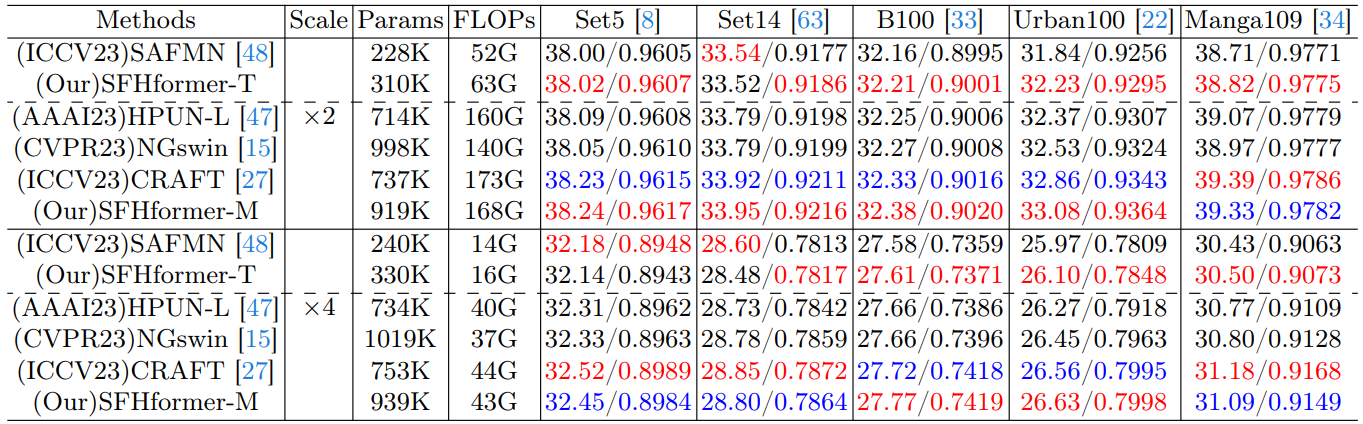 Methods Scale Params FLOPs Set5 [8] Set14 [63] B100 [33] Urban100 [22] Manga109 [34]
(ICCV23)SAFMN [48] 228K 52G 38.00/0.9605 33.54/0.9177 32.16/0.8995 31.84/0.9256 38.71/0.9771
(Our)SFHformer-T 310K 63G 38.02/0.9607 33.52/0.9186 32.21/0.9001 32.23/0.9295 38.82/0.9775
(AAAI23)HPUN-L [47] ×2 714K 160G 38.09/0.9608 33.79/0.9198 32.25/0.9006 32.37/0.9307 39.07/0.9779
(CVPR23)NGswin [15] 998K 140G 38.05/0.9610 33.79/0.9199 32.27/0.9008 32.53/0.9324 38.97/0.9777
(ICCV23)CRAFT [27] 737K 173G 38.23/0.9615 33.92/0.9211 32.33/0.9016 32.86/0.9343 39.39/0.9786
(Our)SFHformer-M 919K 168G 38.24/0.9617 33.95/0.9216 32.38/0.9020 33.08/0.9364 39.33/0.9782
(ICCV23)SAFMN [48] 240K 14G 32.18/0.8948 28.60/0.7813 27.58/0.7359 25.97/0.7809 30.43/0.9063
(Our)SFHformer-T 330K 16G 32.14/0.8943 28.48/0.7817 27.61/0.7371 26.10/0.7848 30.50/0.9073
(AAAI23)HPUN-L [47] ×4 734K 40G 32.31/0.8962 28.73/0.7842 27.66/0.7386 26.27/0.7918 30.77/0.9109
(CVPR23)NGswin [15] 1019K 37G 32.33/0.8963 28.78/0.7859 27.66/0.7396 26.45/0.7963 30.80/0.9128
(ICCV23)CRAFT [27] 753K 44G 32.52/0.8989 28.85/0.7872 27.72/0.7418 26.56/0.7995 31.18/0.9168
(Our)SFHformer-M 939K 43G 32.45/0.8984 28.80/0.7864 27.77/0.7419 26.63/0.7998 31.09/0.9149